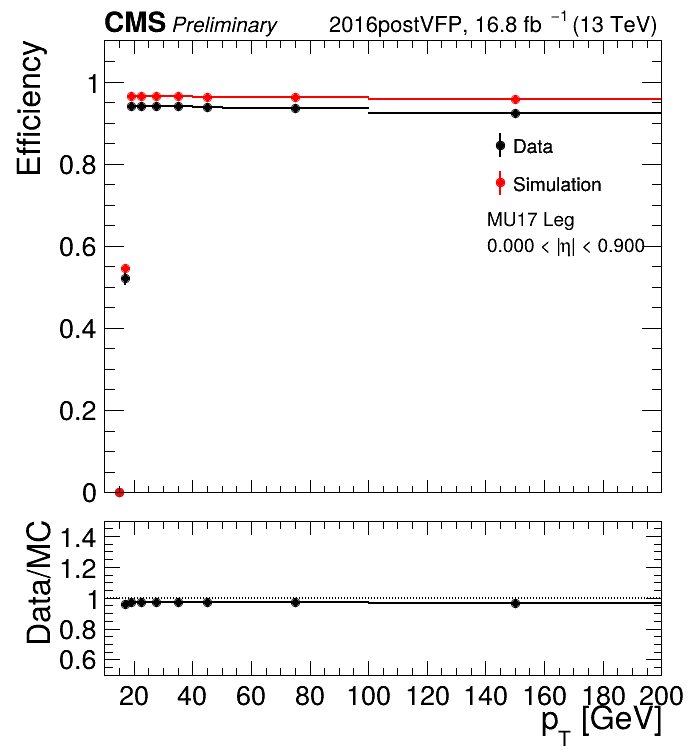 CMS Preliminary 2016postVFP, 16.8 fb⁻¹ (13 TeV)
Efficiency
1
0.8
0.6
0.4
0.2
0
Data
Simulation
MU17 Leg
0.000 < |η| < 0.900
Data/MC
1.4
1.2
1
0.8
0.6
20 40 60 80 100 120 140 160 180 200
p_T [GeV]